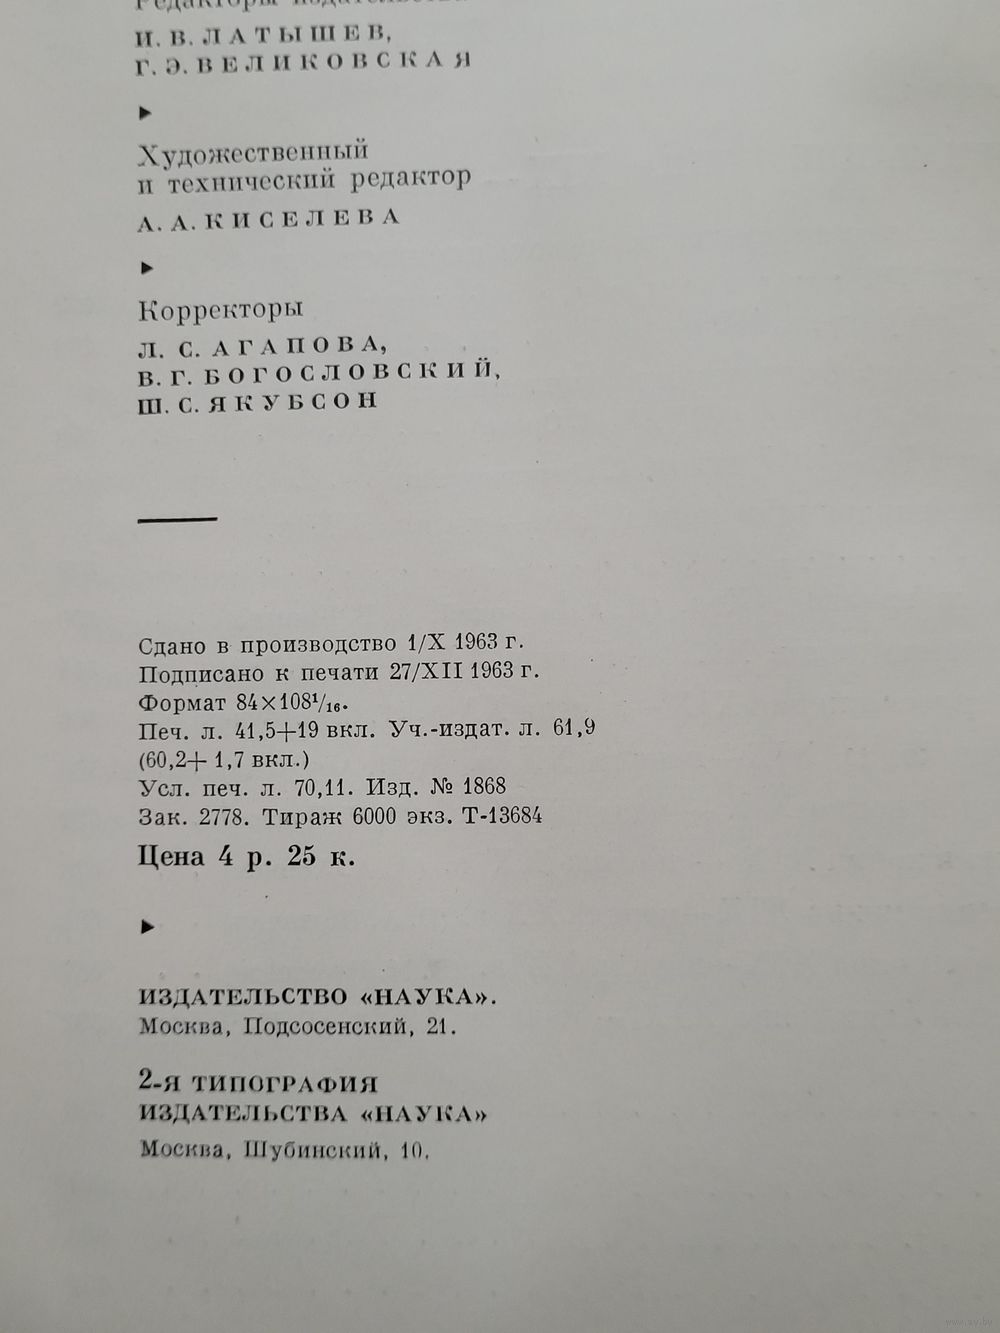 Редакторы издательства
И. В. ЛАТЫШЕВ,
Г. Э. ВЕЛИКОВСКАЯ
Художественный
и технический редактор
А. А. КИСЕЛЕВА
Корректоры
Л. С. АГАПОВА,
В. Г. БОГОСЛОВСКИЙ,
Ш. С. ЯКУБСОН
Сдано в производство 1/X 1963 г.
Подписано к печати 27/XII 1963 г.
Формат 84×108¹/₁₆.
Печ. л. 41,5+19 вкл. Уч.-издат. л. 61,9
(60,2+ 1,7 вкл.)
Усл. печ. л. 70,11. Изд. № 1868
Зак. 2778. Тираж 6000 экз. Т-13684
Цена 4 р. 25 к.
ИЗДАТЕЛЬСТВО «НАУКА».
Москва, Подсосенский, 21.
2-я ТИПОГРАФИЯ
ИЗДАТЕЛЬСТВА «НАУКА»
Москва, Шубинский, 10.